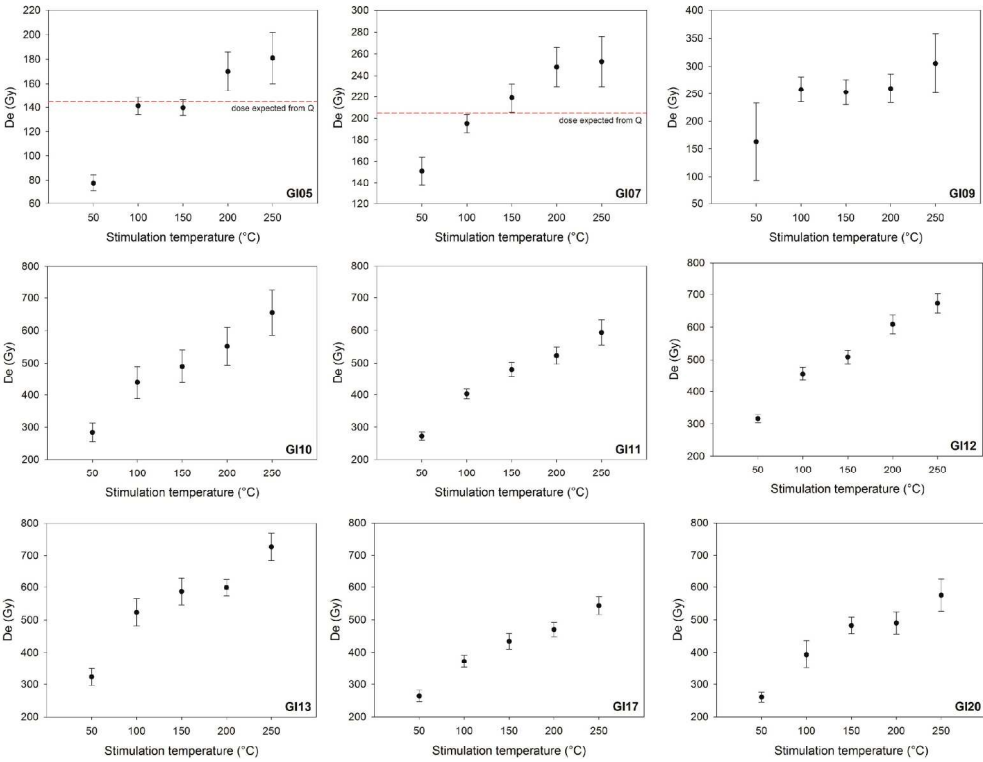 220
200
180
160
140
120
100
80
60
De (Gy)
dose expected from Q
GI05
50 100 150 200 250
Stimulation temperature (°C)
300
280
260
240
220
200
180
160
140
120
De (Gy)
dose expected from Q
GI07
50 100 150 200 250
Stimulation temperature (°C)
400
350
300
250
200
150
100
50
De (Gy)
GI09
50 100 150 200 250
Stimulation temperature (°C)
800
700
600
500
400
300
200
De (Gy)
GI10
50 100 150 200 250
Stimulation temperature (°C)
800
700
600
500
400
300
200
De (Gy)
GI11
50 100 150 200 250
Stimulation temperature (°C)
800
700
600
500
400
300
200
De (Gy)
GI12
50 100 150 200 250
Stimulation temperature (°C)
800
700
600
500
400
300
200
De (Gy)
GI13
50 100 150 200 250
Stimulation temperature (°C)
800
700
600
500
400
300
200
De (Gy)
GI17
50 100 150 200 250
Stimulation temperature (°C)
800
700
600
500
400
300
200
De (Gy)
GI20
50 100 150 200 250
Stimulation temperature (°C)